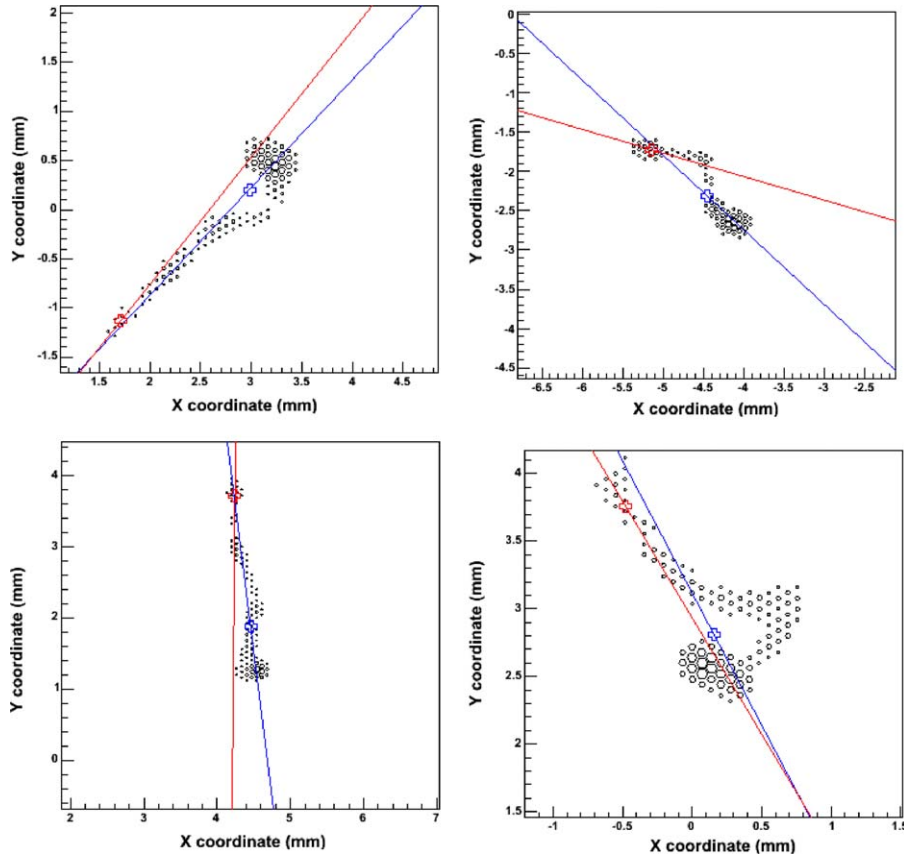 2
1.5
1
0.5
0
-0.5
-1
-1.5
Y coordinate (mm)
1.5 2 2.5 3 3.5 4 4.5
X coordinate (mm)
0
-0.5
-1
-1.5
-2
-2.5
-3
-3.5
-4
-4.5
Y coordinate (mm)
-6.5 -6 -5.5 -5 -4.5 -4 -3.5 -3 -2.5
X coordinate (mm)
4
3
2
1
0
Y coordinate (mm)
2 3 4 5 6 7
X coordinate (mm)
4
3.5
3
2.5
2
1.5
Y coordinate (mm)
-1 -0.5 0 0.5 1 1.5
X coordinate (mm)